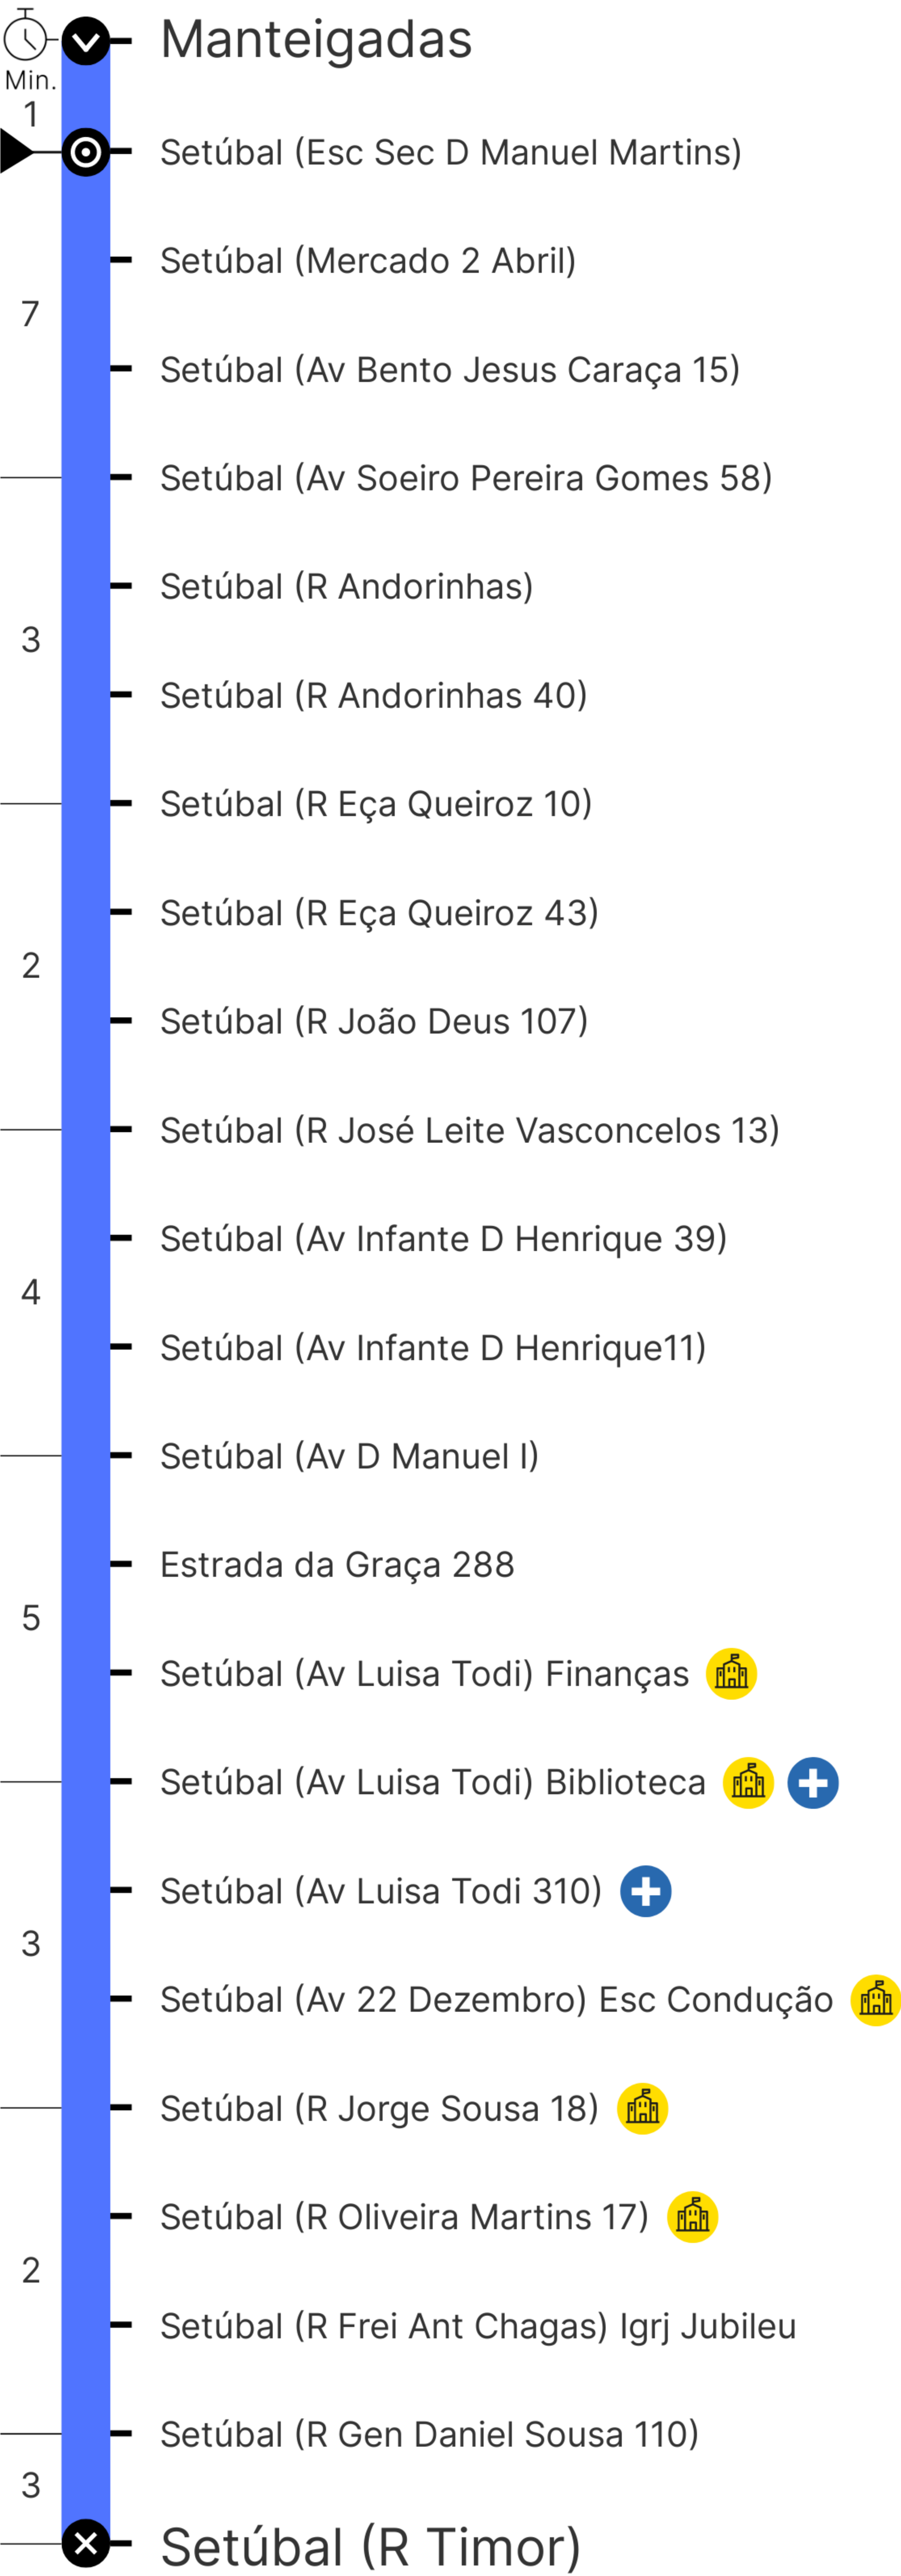 Manteigadas
Min.
1
Setúbal (Esc Sec D Manuel Martins)
Setúbal (Mercado 2 Abril)
7
Setúbal (Av Bento Jesus Caraça 15)
Setúbal (Av Soeiro Pereira Gomes 58)
Setúbal (R Andorinhas)
3
Setúbal (R Andorinhas 40)
Setúbal (R Eça Queiroz 10)
Setúbal (R Eça Queiroz 43)
2
Setúbal (R João Deus 107)
Setúbal (R José Leite Vasconcelos 13)
Setúbal (Av Infante D Henrique 39)
4
Setúbal (Av Infante D Henrique11)
Setúbal (Av D Manuel I)
Estrada da Graça 288
5
Setúbal (Av Luisa Todi) Finanças
Setúbal (Av Luisa Todi) Biblioteca
Setúbal (Av Luisa Todi 310)
3
Setúbal (Av 22 Dezembro) Esc Condução
Setúbal (R Jorge Sousa 18)
Setúbal (R Oliveira Martins 17)
2
Setúbal (R Frei Ant Chagas) Igrj Jubileu
Setúbal (R Gen Daniel Sousa 110)
3
Setúbal (R Timor)